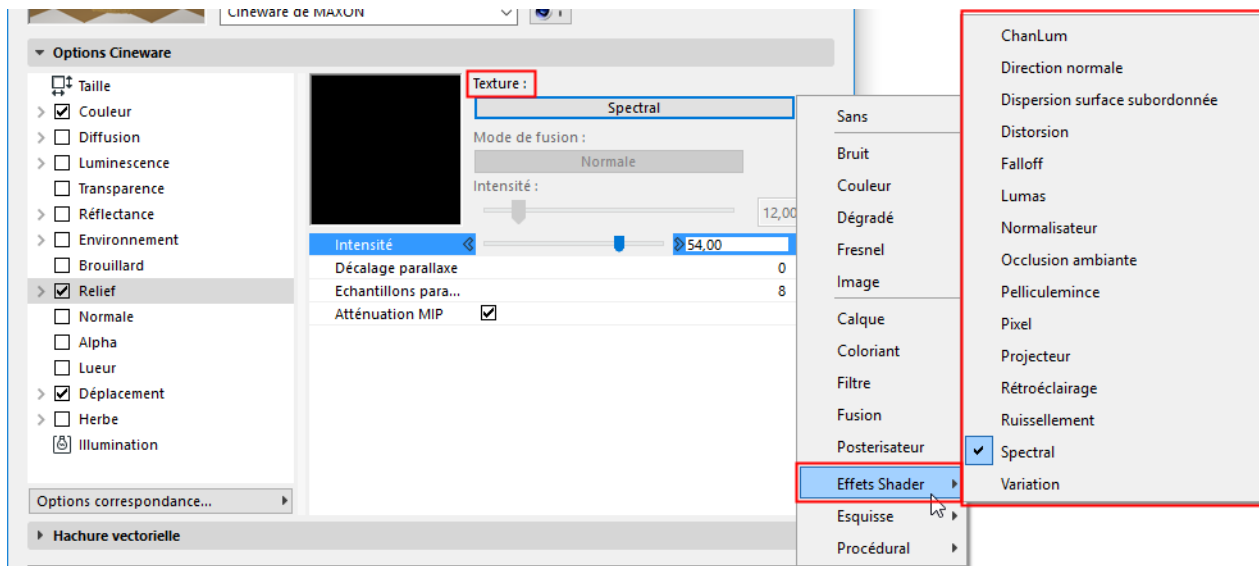 Cineware de MAXON
Options Cineware
Taille
Couleur
Diffusion
Luminescence
Transparence
Réflectance
Environnement
Brouillard
Relief
Normale
Alpha
Lueur
Déplacement
Herbe
Illumination
Options correspondance...
Hachure vectorielle
Texture :
Spectral
Mode de fusion :
Normale
Intensité :
12,00
Intensité 54,00
Décalage parallaxe 0
Echantillons para... 8
Atténuation MIP
Sans
Bruit
Couleur
Dégradé
Fresnel
Image
Calque
Coloriant
Filtre
Fusion
Posterisateur
Effets Shader
Esquisse
Procédural
ChanLum
Direction normale
Dispersion surface subordonnée
Distorsion
Falloff
Lumas
Normalisateur
Occlusion ambiante
Pelliculemince
Pixel
Projecteur
Rétroéclairage
Ruissellement
Spectral
Variation